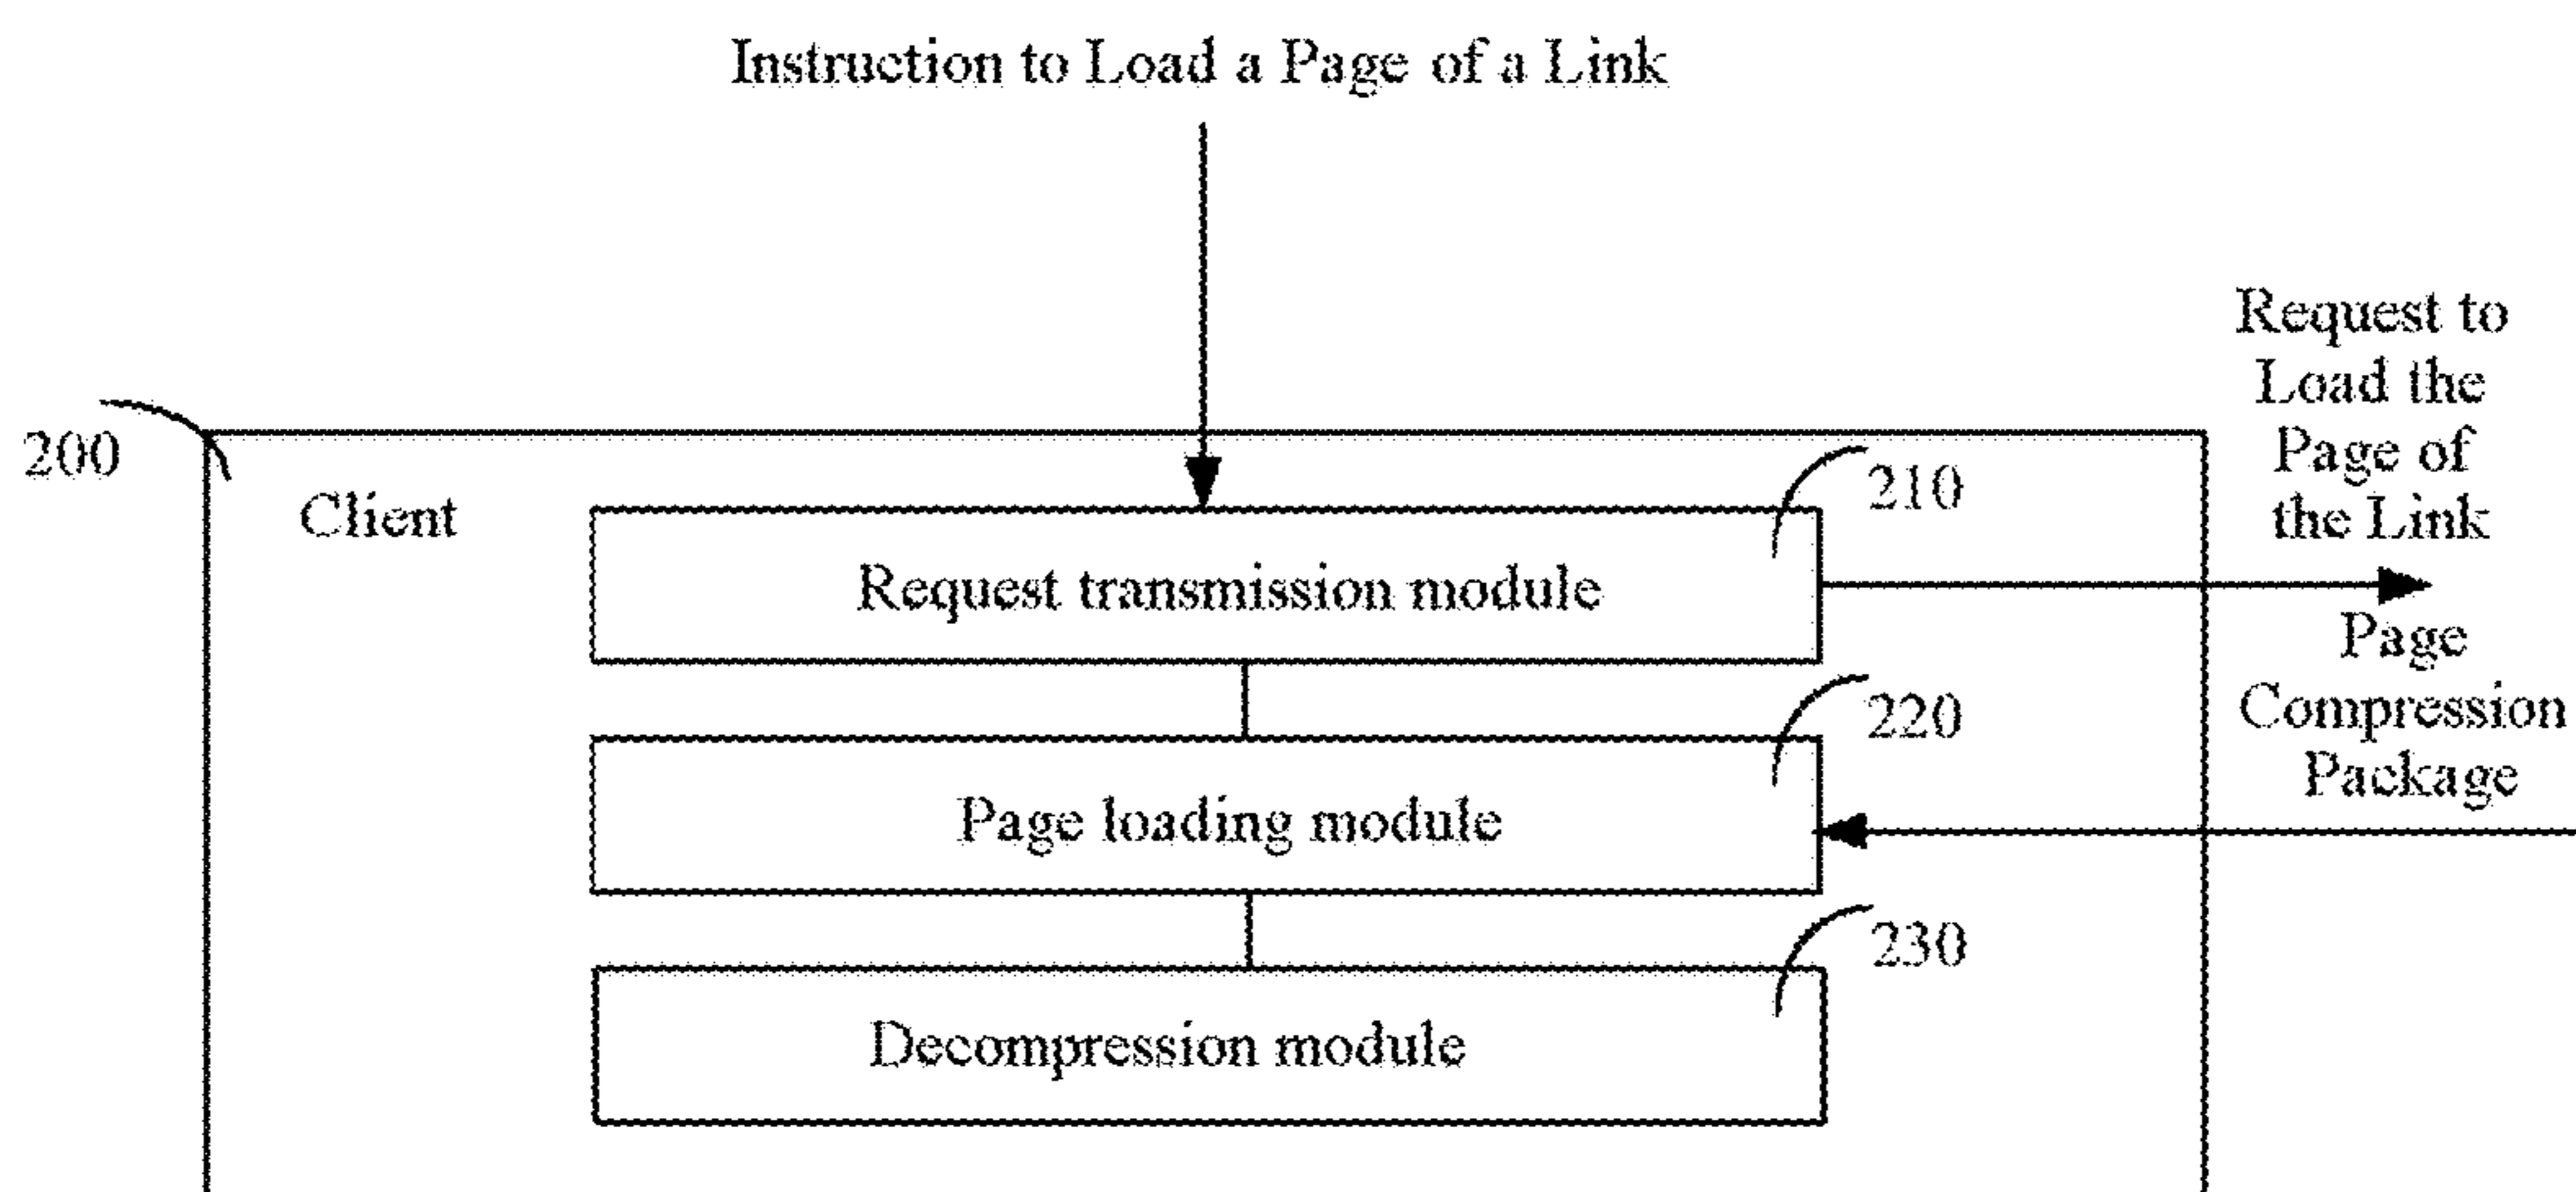 Instruction to Load a Page of a Link
Request to
Load the
Page of
the Link
200
Client
210
Request transmission module
Page
Compression
Package
220
Page loading module
230
Decompression module